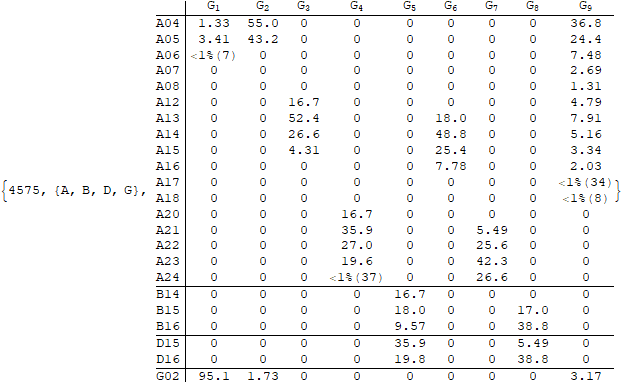 G1 G2 G3 G4 G5 G6 G7 G8 G9
A04 1.33 55.0 0 0 0 0 0 0 36.8
A05 3.41 43.2 0 0 0 0 0 0 24.4
A06 <1%(7) 0 0 0 0 0 0 0 7.48
A07 0 0 0 0 0 0 0 0 2.69
A08 0 0 0 0 0 0 0 0 1.31
A12 0 0 16.7 0 0 0 0 0 4.79
A13 0 0 52.4 0 0 18.0 0 0 7.91
A14 0 0 26.6 0 0 48.8 0 0 5.16
A15 0 0 4.31 0 0 25.4 0 0 3.34
A16 0 0 0 0 0 7.78 0 0 2.03
A17 0 0 0 0 0 0 0 0 <1%(34)
{4575, {A, B, D, G}, }
A18 0 0 0 0 0 0 0 0 <1%(8)
A20 0 0 0 16.7 0 0 0 0 0
A21 0 0 0 35.9 0 0 5.49 0 0
A22 0 0 0 27.0 0 0 25.6 0 0
A23 0 0 0 19.6 0 0 42.3 0 0
A24 0 0 0 <1%(37) 0 0 26.6 0 0
B14 0 0 0 0 16.7 0 0 0 0
B15 0 0 0 0 18.0 0 0 17.0 0
B16 0 0 0 0 9.57 0 0 38.8 0
D15 0 0 0 0 35.9 0 0 5.49 0
D16 0 0 0 0 19.8 0 0 38.8 0
G02 95.1 1.73 0 0 0 0 0 0 3.17